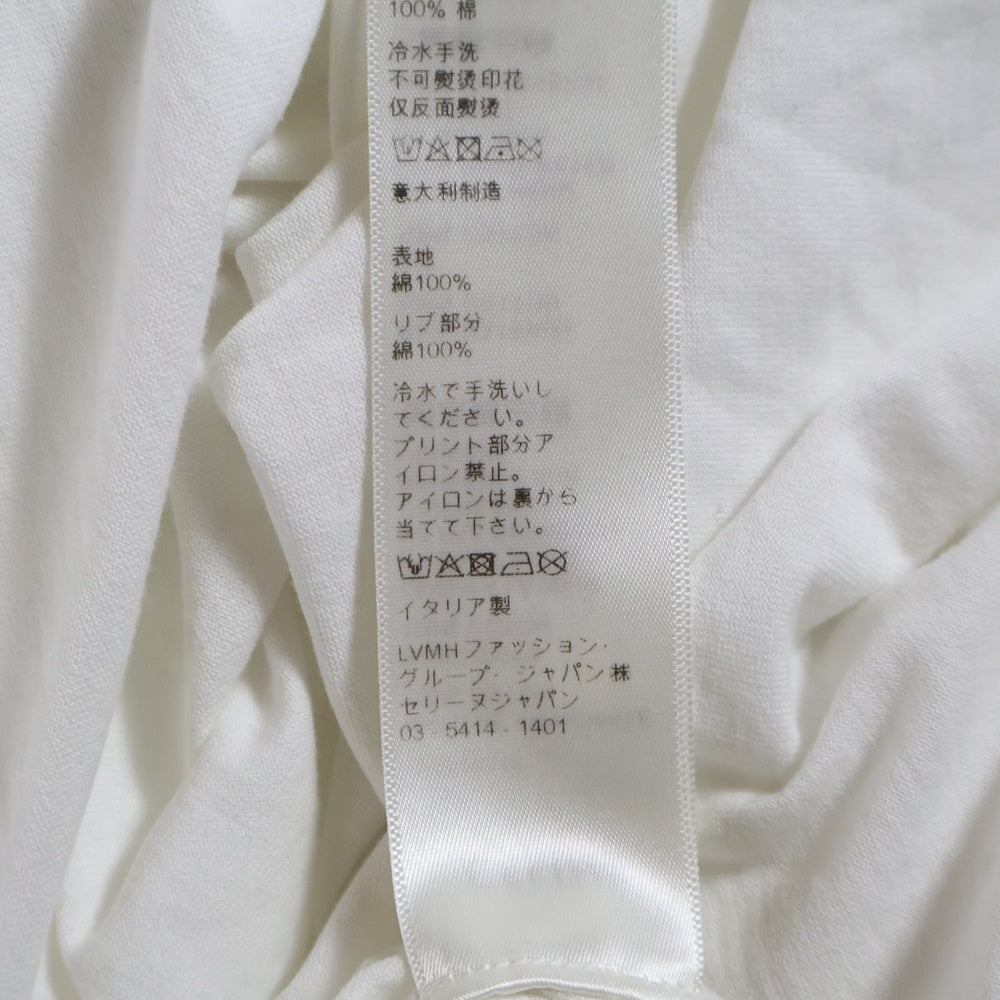 100% 棉
冷水手洗
不可熨烫印花
仅反面熨烫
意大利制造
表地
綿100%
リブ部分
綿100%
冷水で手洗いし
てください。
プリント部分ア
イロン禁止。
アイロンは裏から
当てて下さい。
イタリア製
LVMHファッション·
グループ· ジャパン㈱
セリーヌジャパン
03 - 5414 - 1401